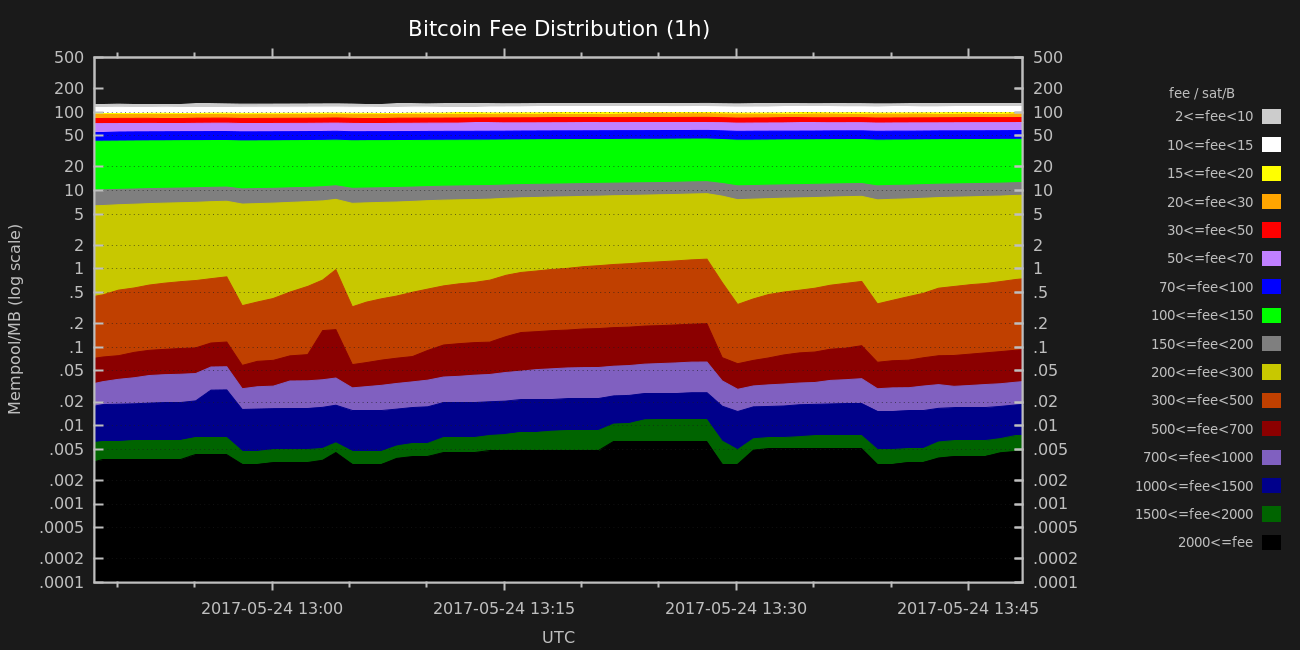 Bitcoin Fee Distribution (1h)
Mempool/MB (log scale)
500
200
100
50
20
10
5
2
1
.5
.2
.1
.05
.02
.01
.005
.002
.001
.0005
.0002
.0001
500
200
100
50
20
10
5
2
1
.5
.2
.1
.05
.02
.01
.005
.002
.001
.0005
.0002
.0001
2017-05-24 13:00
2017-05-24 13:15
2017-05-24 13:30
2017-05-24 13:45
UTC
fee / sat/B
2<=fee<10
10<=fee<15
15<=fee<20
20<=fee<30
30<=fee<50
50<=fee<70
70<=fee<100
100<=fee<150
150<=fee<200
200<=fee<300
300<=fee<500
500<=fee<700
700<=fee<1000
1000<=fee<1500
1500<=fee<2000
2000<=fee